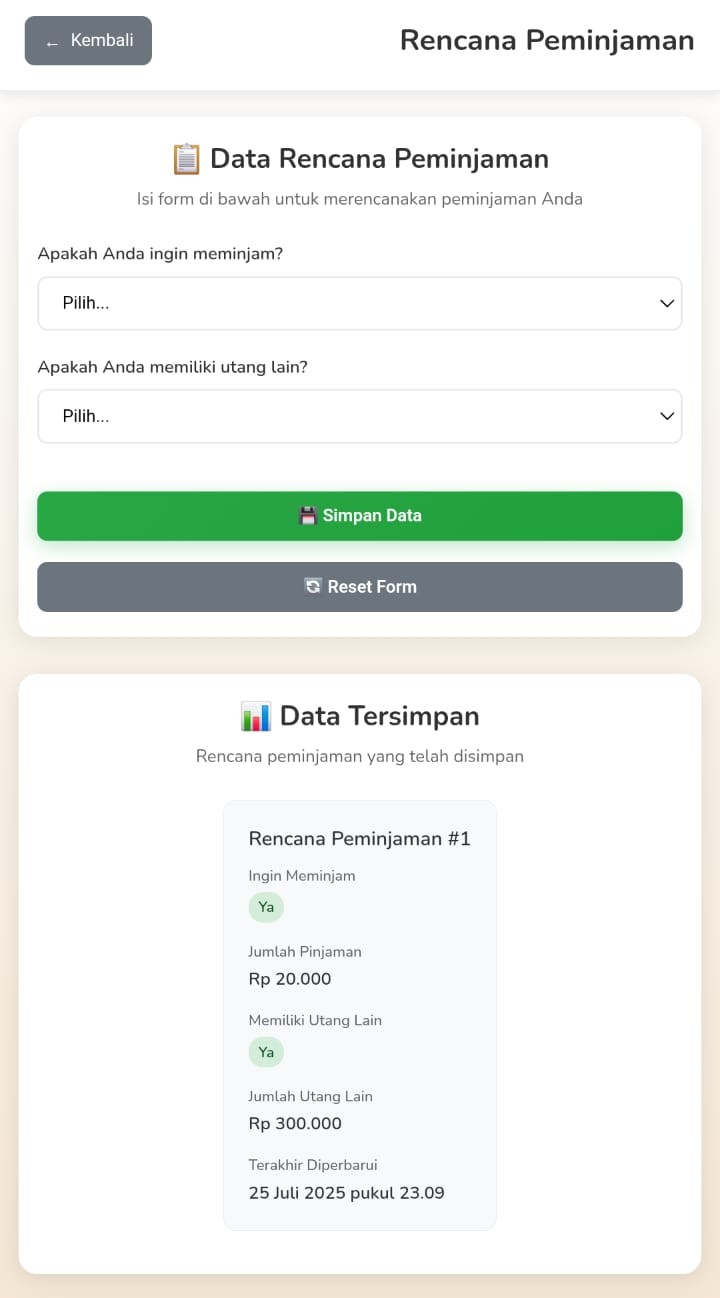 ← Kembali
Rencana Peminjaman
📋 Data Rencana Peminjaman
Isi form di bawah untuk merencanakan peminjaman Anda
Apakah Anda ingin meminjam?
Pilih...
Apakah Anda memiliki utang lain?
Pilih...
💾 Simpan Data
🔄 Reset Form
📊 Data Tersimpan
Rencana peminjaman yang telah disimpan
Rencana Peminjaman #1
Ingin Meminjam
Ya
Jumlah Pinjaman
Rp 20.000
Memiliki Utang Lain
Ya
Jumlah Utang Lain
Rp 300.000
Terakhir Diperbarui
25 Juli 2025 pukul 23.09